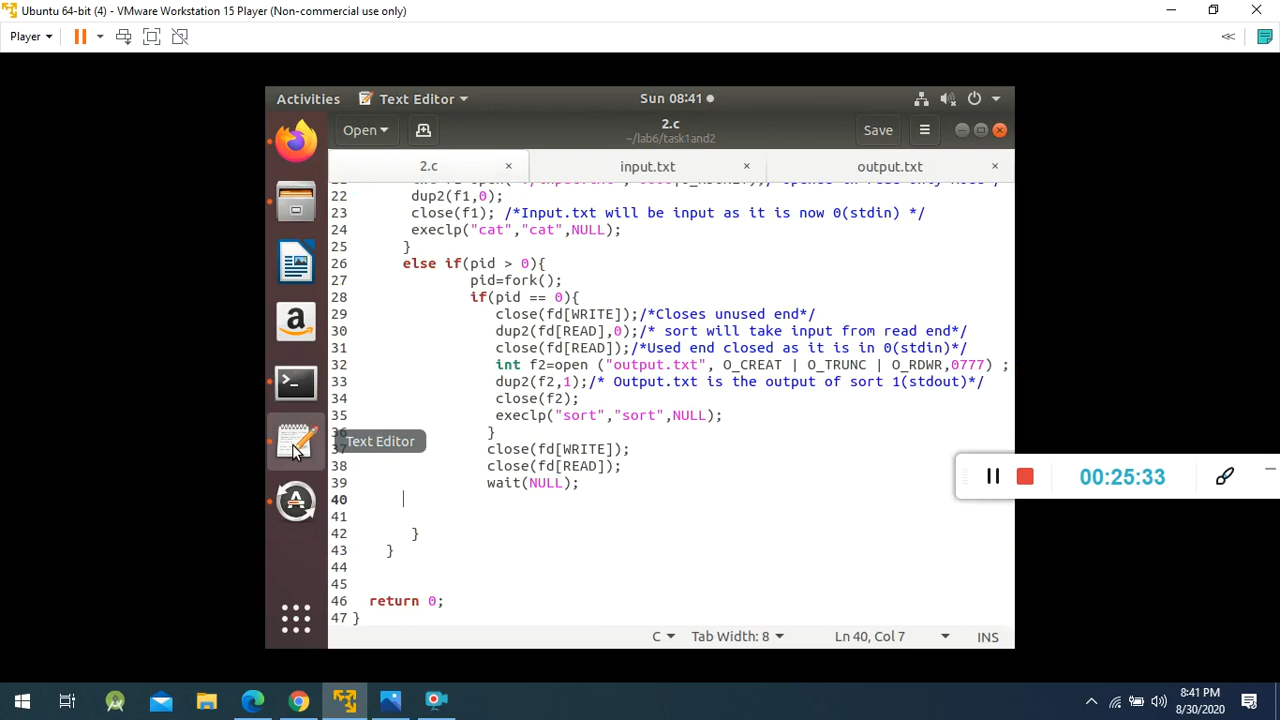 Ubuntu 64-bit (4) - VMware Workstation 15 Player (Non-commercial use only)
Player
Activities Text Editor Sun 08:41
Open 2.c Save
~/lab6/task1and2
2.c input.txt output.txt
22 dup2(f1,0);
23 close(f1); /*Input.txt will be input as it is now 0(stdin) */
24 execlp("cat","cat",NULL);
25 }
26 else if(pid > 0){
27 pid=fork();
28 if(pid == 0){
29 close(fd[WRITE]);/*Closes unused end*/
30 dup2(fd[READ],0);/* sort will take input from read end*/
31 close(fd[READ]);/*Used end closed as it is in 0(stdin)*/
32 int f2=open ("output.txt", O_CREAT | O_TRUNC | O_RDWR,0777) ;
33 dup2(f2,1);/* Output.txt is the output of sort 1(stdout)*/
34 close(f2);
35 execlp("sort","sort",NULL);
36 }
Text Editor
37 close(fd[WRITE]);
38 close(fd[READ]);
39 wait(NULL);
40
41
42 }
43 }
44
45
46 return 0;
47 }
C Tab Width: 8 Ln 40, Col 7 INS
00:25:33
8:41 PM
8/30/2020